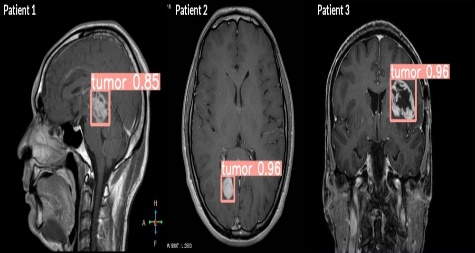 Patient 1
Patient 2
Patient 3
tumor 0.85
tumor 0.96
tumor 0.96
H
A
F